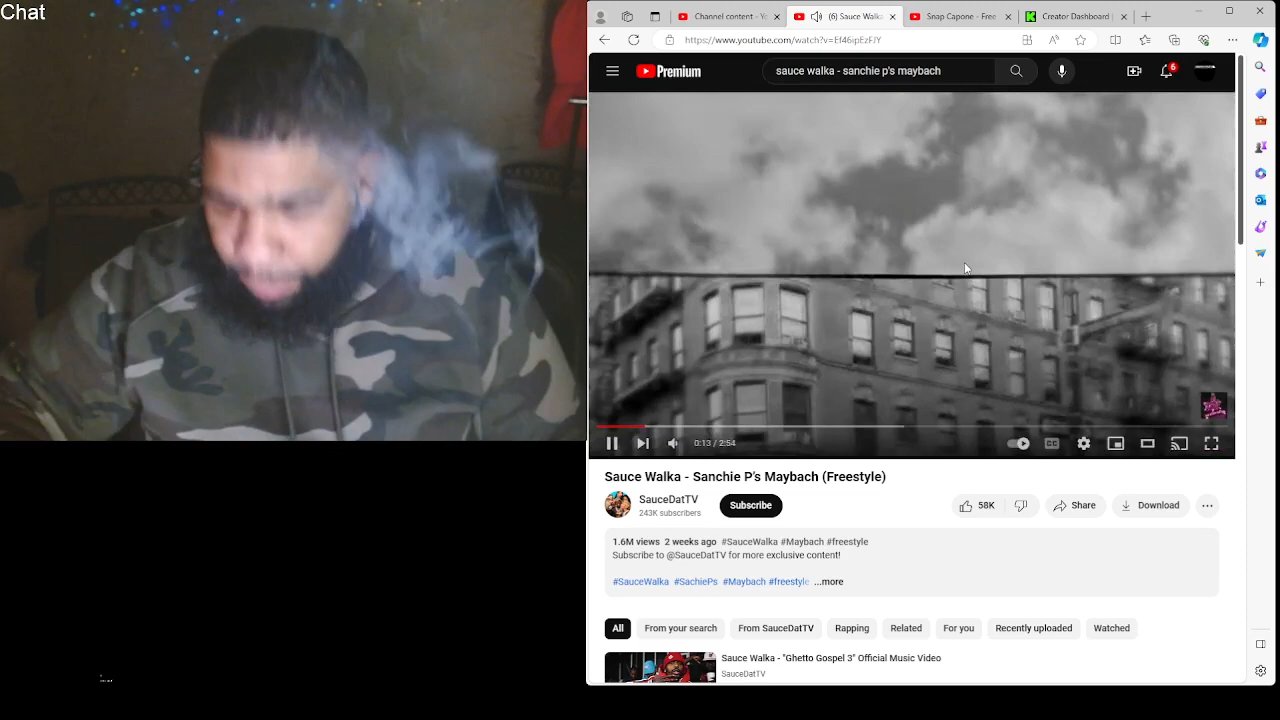 Chat
Channel content - Yo
(6) Sauce Walka
Snap Capone - Free
Creator Dashboard |
https://www.youtube.com/watch?v=Ef46ipEzFJY
Premium
sauce walka - sanchie p's maybach
6
0:13 / 2:54
CC
Sauce Walka - Sanchie P's Maybach (Freestyle)
SauceDatTV
243K subscribers
Subscribe
58K
Share
Download
1.6M views 2 weeks ago #SauceWalka #Maybach #freestyle
Subscribe to @SauceDatTV for more exclusive content!
#SauceWalka #SachiePs #Maybach #freestyle ...more
All
From your search
From SauceDatTV
Rapping
Related
For you
Recently uploaded
Watched
Sauce Walka - "Ghetto Gospel 3" Official Music Video
SauceDatTV